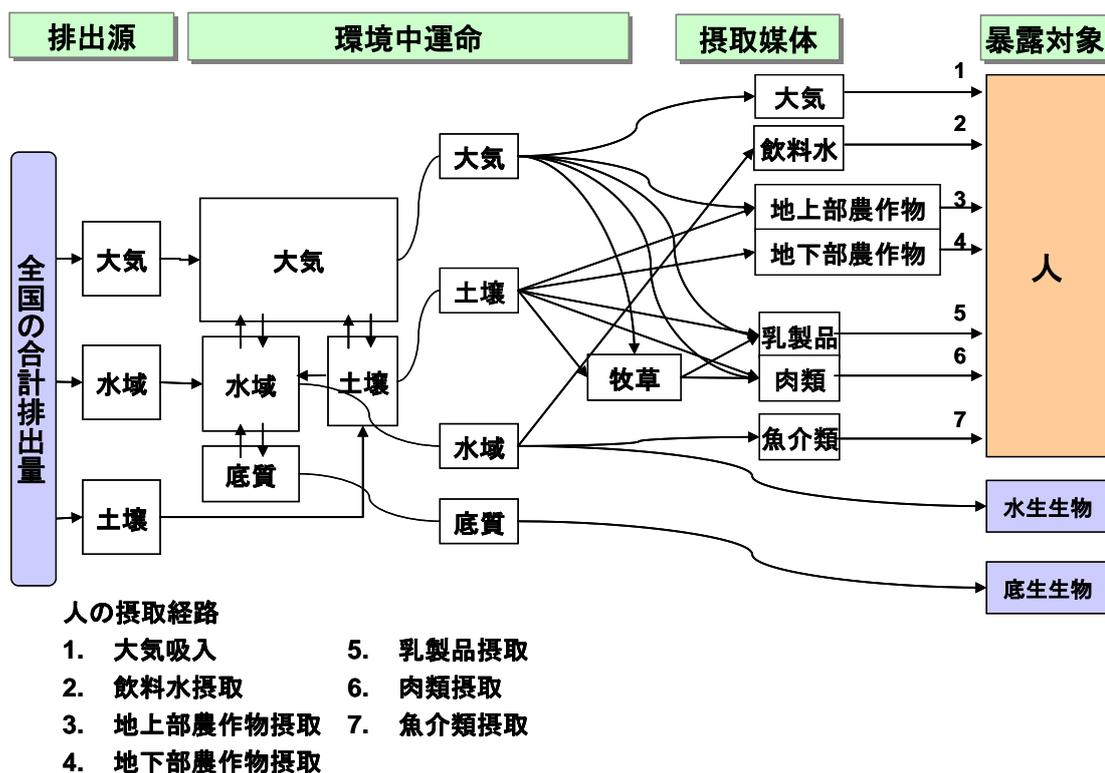 排出源
環境中運命
摂取媒体
暴露対象
全国の合計排出量
大気
水域
土壌
大気
水域
土壌
底質
大気
土壌
水域
底質
牧草
大気
飲料水
地上部農作物
地下部農作物
乳製品
肉類
魚介類
1
2
3
4
5
6
7
人
水生生物
底生生物
人の摂取経路
1. 大気吸入
2. 飲料水摂取
3. 地上部農作物摂取
4. 地下部農作物摂取
5. 乳製品摂取
6. 肉類摂取
7. 魚介類摂取